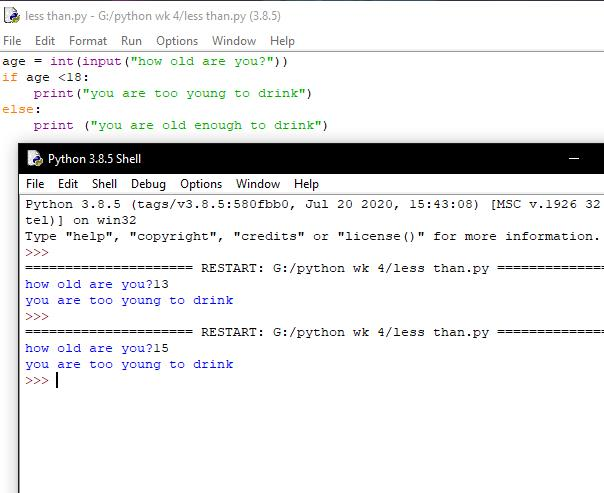 less than.py - G:/python wk 4/less than.py (3.8.5)
File Edit Format Run Options Window Help
age = int(input("how old are you?"))
if age <18:
    print("you are too young to drink")
else:
    print ("you are old enough to drink")
Python 3.8.5 Shell
File Edit Shell Debug Options Window Help
Python 3.8.5 (tags/v3.8.5:580fbb0, Jul 20 2020, 15:43:08) [MSC v.1926 32
tel)] on win32
Type "help", "copyright", "credits" or "license()" for more information.
>>>
===================== RESTART: G:/python wk 4/less than.py =============
how old are you?13
you are too young to drink
>>>
===================== RESTART: G:/python wk 4/less than.py =============
how old are you?15
you are too young to drink
>>>